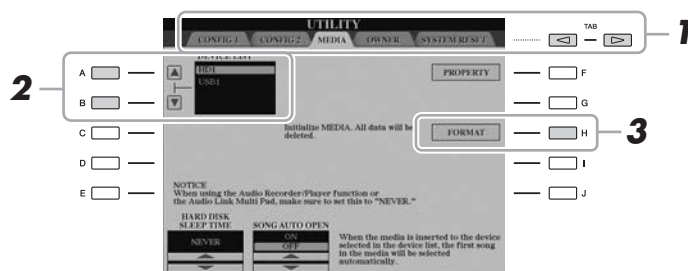 UTILITY
CONFIG 1 CONFIG 2 MEDIA OWNER SYSTEM RESET
TAB
1
DEVICE LIST
HD1
USB1
PROPERTY
A
B
C
D
E
F
G
H
I
J
2
3
Initialize MEDIA. All data will be
deleted.
FORMAT
NOTICE
When using the Audio Recorder/Player function or
the Audio Link Multi Pad, make sure to set this to "NEVER."
HARD DISK
SLEEP TIME
SONG AUTO OPEN
NEVER
ON
OFF
When the media is inserted to the device
selected in the device list, the first song
in the media will be selected
automatically.